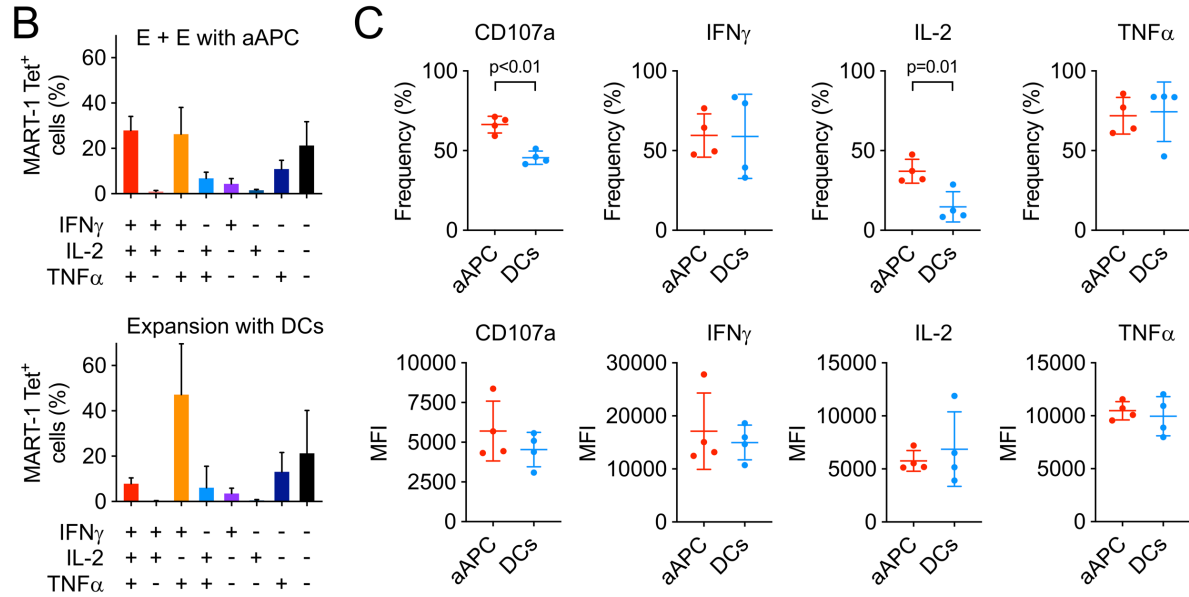 B
E + E with aAPC
MART-1 Tet+
cells (%)
60
40
20
0
IFNγ + + + - + - - -
IL-2 + + - + - + - -
TNFα + - + + - - + -
Expansion with DCs
MART-1 Tet+
cells (%)
60
40
20
0
IFNγ + + + - + - - -
IL-2 + + - + - + - -
TNFα + - + + - - + -
C
CD107a
p<0.01
Frequency (%)
100
50
0
aAPC
DCs
IFNγ
Frequency (%)
100
50
0
aAPC
DCs
IL-2
p=0.01
Frequency (%)
100
50
0
aAPC
DCs
TNFα
Frequency (%)
100
50
0
aAPC
DCs
CD107a
MFI
10000
7500
5000
2500
0
aAPC
DCs
IFNγ
MFI
30000
20000
10000
0
aAPC
DCs
IL-2
MFI
15000
10000
5000
0
aAPC
DCs
TNFα
MFI
15000
10000
5000
0
aAPC
DCs